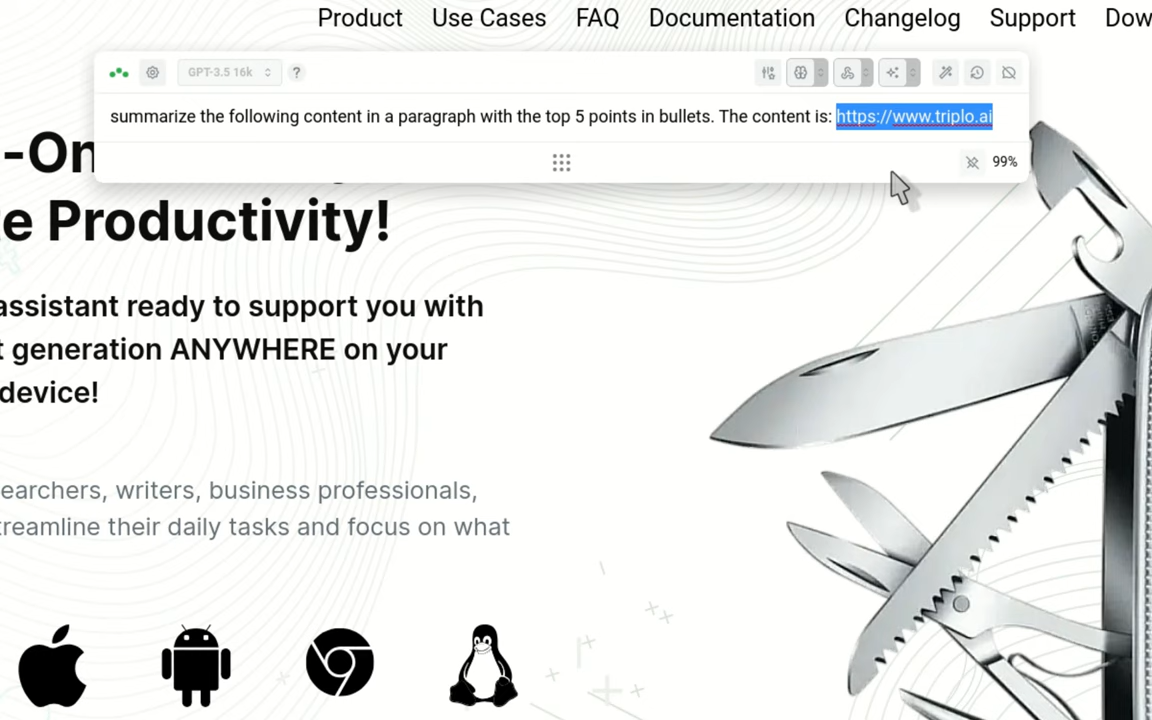 Product Use Cases FAQ Documentation Changelog Support Dow
GPT-3.5 16k ?
summarize the following content in a paragraph with the top 5 points in bullets. The content is: https://www.triplo.ai
99%
-On
te Productivity!
assistant ready to support you with
t generation ANYWHERE on your
device!
earchers, writers, business professionals,
treamline their daily tasks and focus on what